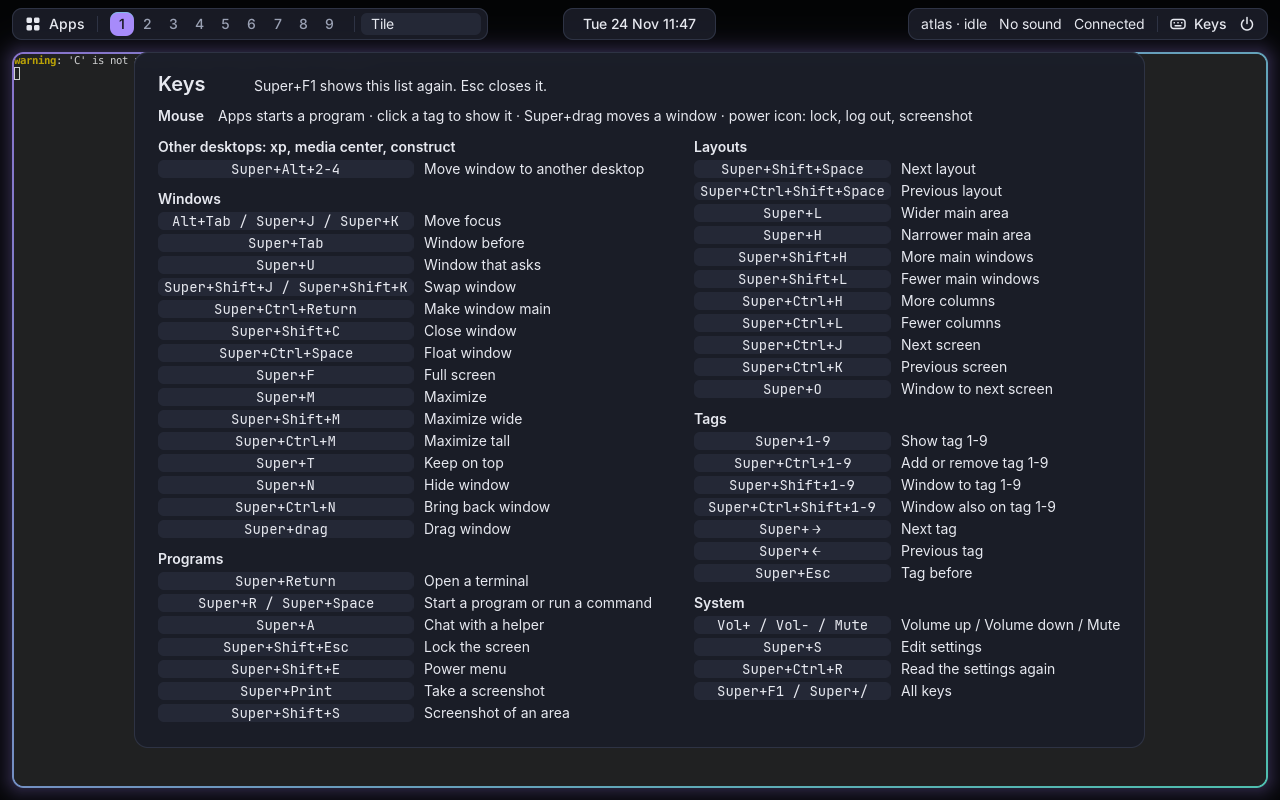 Apps 1 2 3 4 5 6 7 8 9 Tile Tue 24 Nov 11:47 atlas · idle No sound Connected Keys
warning: 'C' is not
Keys Super+F1 shows this list again. Esc closes it.
Mouse Apps starts a program · click a tag to show it · Super+drag moves a window · power icon: lock, log out, screenshot
Other desktops: xp, media center, construct
Super+Alt+2-4 Move window to another desktop
Windows
Alt+Tab / Super+J / Super+K Move focus
Super+Tab Window before
Super+U Window that asks
Super+Shift+J / Super+Shift+K Swap window
Super+Ctrl+Return Make window main
Super+Shift+C Close window
Super+Ctrl+Space Float window
Super+F Full screen
Super+M Maximize
Super+Shift+M Maximize wide
Super+Ctrl+M Maximize tall
Super+T Keep on top
Super+N Hide window
Super+Ctrl+N Bring back window
Super+drag Drag window
Programs
Super+Return Open a terminal
Super+R / Super+Space Start a program or run a command
Super+A Chat with a helper
Super+Shift+Esc Lock the screen
Super+Shift+E Power menu
Super+Print Take a screenshot
Super+Shift+S Screenshot of an area
Layouts
Super+Shift+Space Next layout
Super+Ctrl+Shift+Space Previous layout
Super+L Wider main area
Super+H Narrower main area
Super+Shift+H More main windows
Super+Shift+L Fewer main windows
Super+Ctrl+H More columns
Super+Ctrl+L Fewer columns
Super+Ctrl+J Next screen
Super+Ctrl+K Previous screen
Super+O Window to next screen
Tags
Super+1-9 Show tag 1-9
Super+Ctrl+1-9 Add or remove tag 1-9
Super+Shift+1-9 Window to tag 1-9
Super+Ctrl+Shift+1-9 Window also on tag 1-9
Super+→ Next tag
Super+← Previous tag
Super+Esc Tag before
System
Vol+ / Vol- / Mute Volume up / Volume down / Mute
Super+S Edit settings
Super+Ctrl+R Read the settings again
Super+F1 / Super+/ All keys